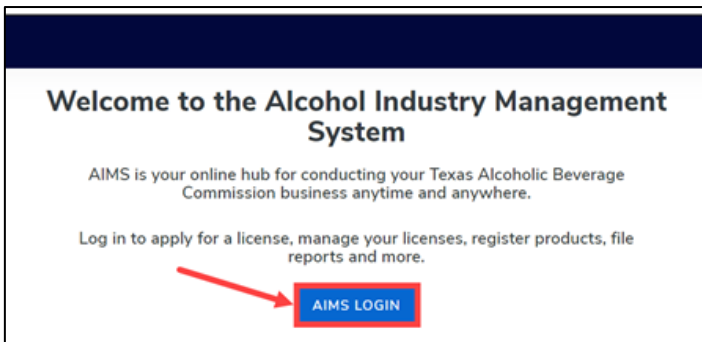 Welcome to the Alcohol Industry Management
System
AIMS is your online hub for conducting your Texas Alcoholic Beverage
Commission business anytime and anywhere.
Log in to apply for a license, manage your licenses, register products, file
reports and more.
AIMS LOGIN